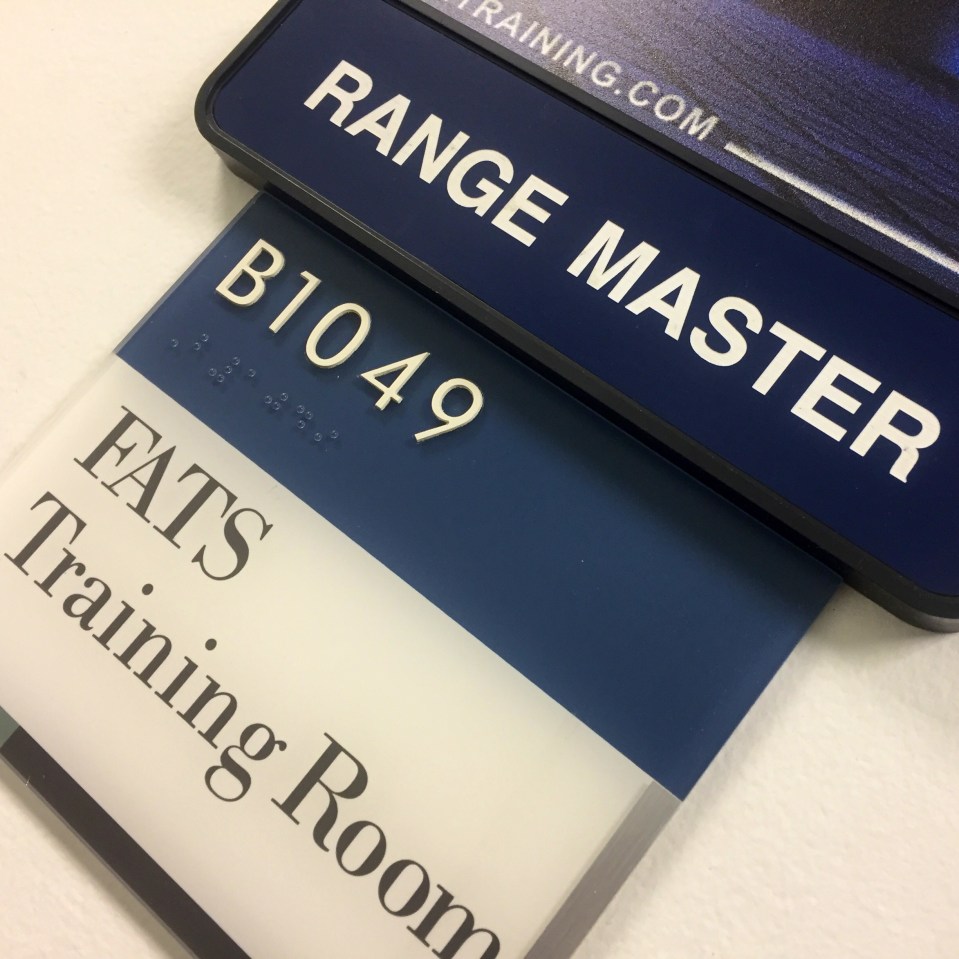 TRAINING.COM
RANGE MASTER
B1049
FATS
Training Room